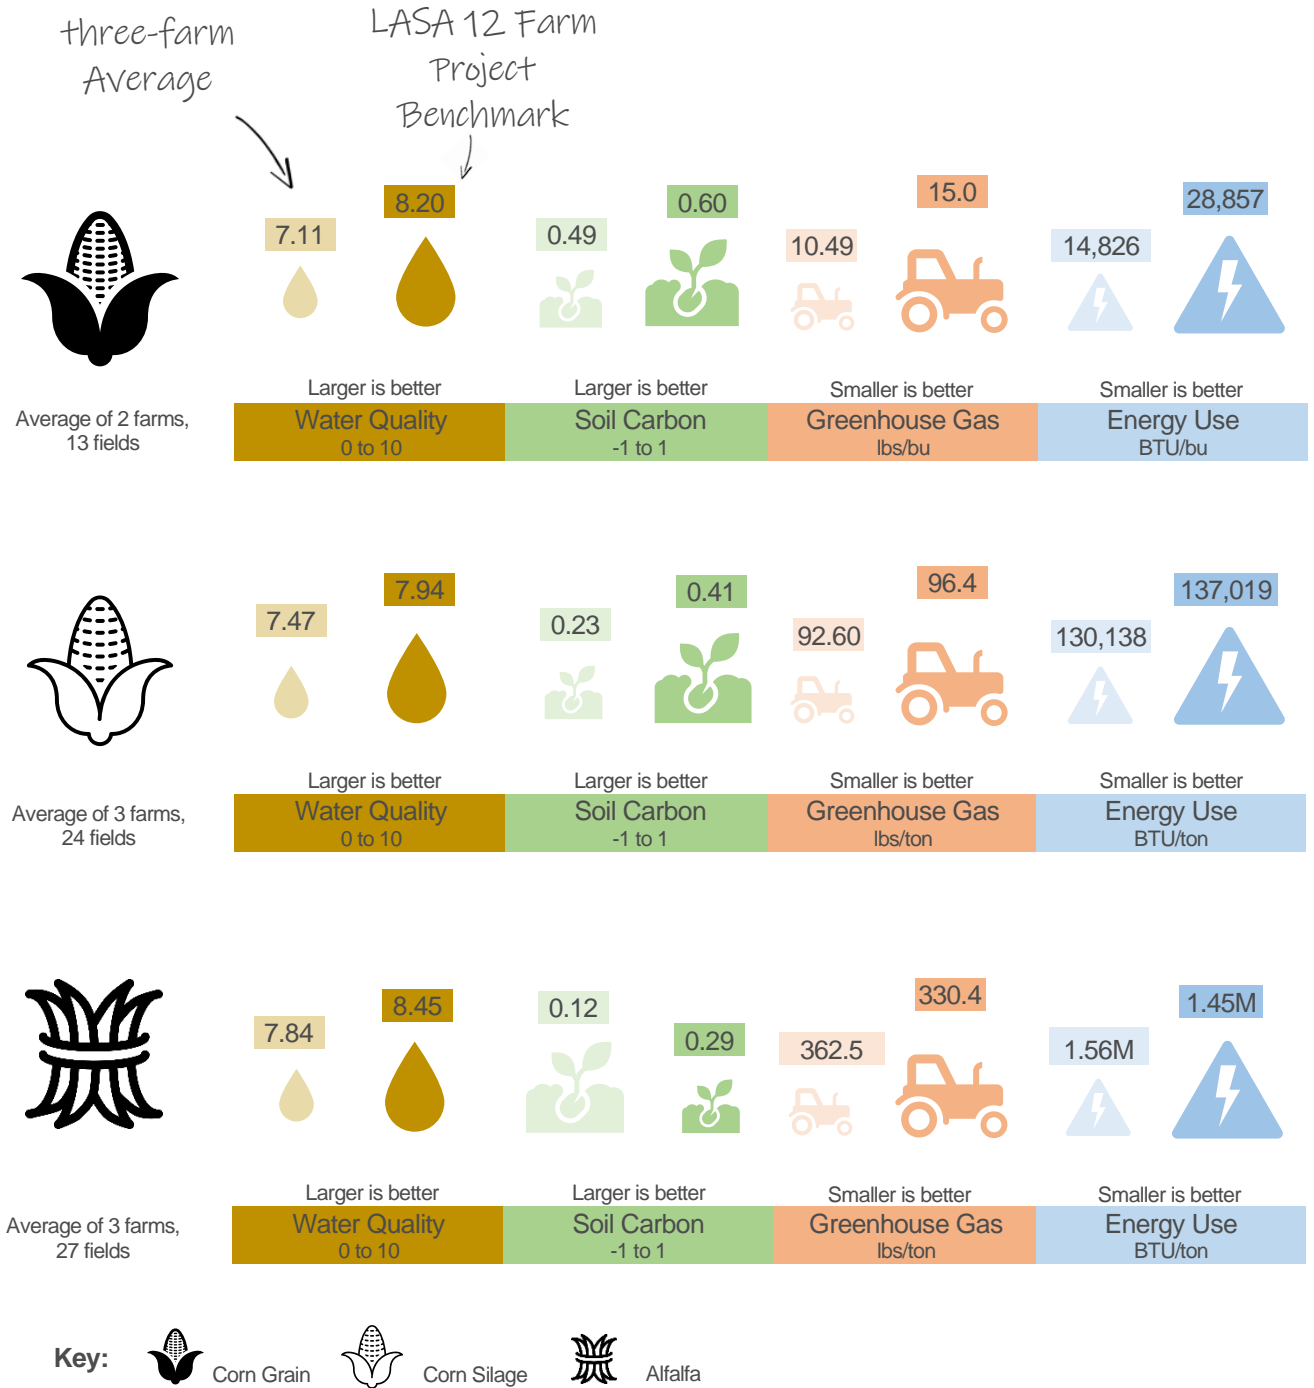 three-farm
Average
LASA 12 Farm
Project
Benchmark
7.11
8.20
0.49
0.60
10.49
15.0
14,826
28,857
Average of 2 farms,
13 fields
Larger is better
Water Quality
0 to 10
Larger is better
Soil Carbon
-1 to 1
Smaller is better
Greenhouse Gas
lbs/bu
Smaller is better
Energy Use
BTU/bu
7.47
7.94
0.23
0.41
92.60
96.4
130,138
137,019
Average of 3 farms,
24 fields
Larger is better
Water Quality
0 to 10
Larger is better
Soil Carbon
-1 to 1
Smaller is better
Greenhouse Gas
lbs/ton
Smaller is better
Energy Use
BTU/ton
7.84
8.45
0.12
0.29
362.5
330.4
1.56M
1.45M
Average of 3 farms,
27 fields
Larger is better
Water Quality
0 to 10
Larger is better
Soil Carbon
-1 to 1
Smaller is better
Greenhouse Gas
lbs/ton
Smaller is better
Energy Use
BTU/ton
Key:
Corn Grain
Corn Silage
Alfalfa